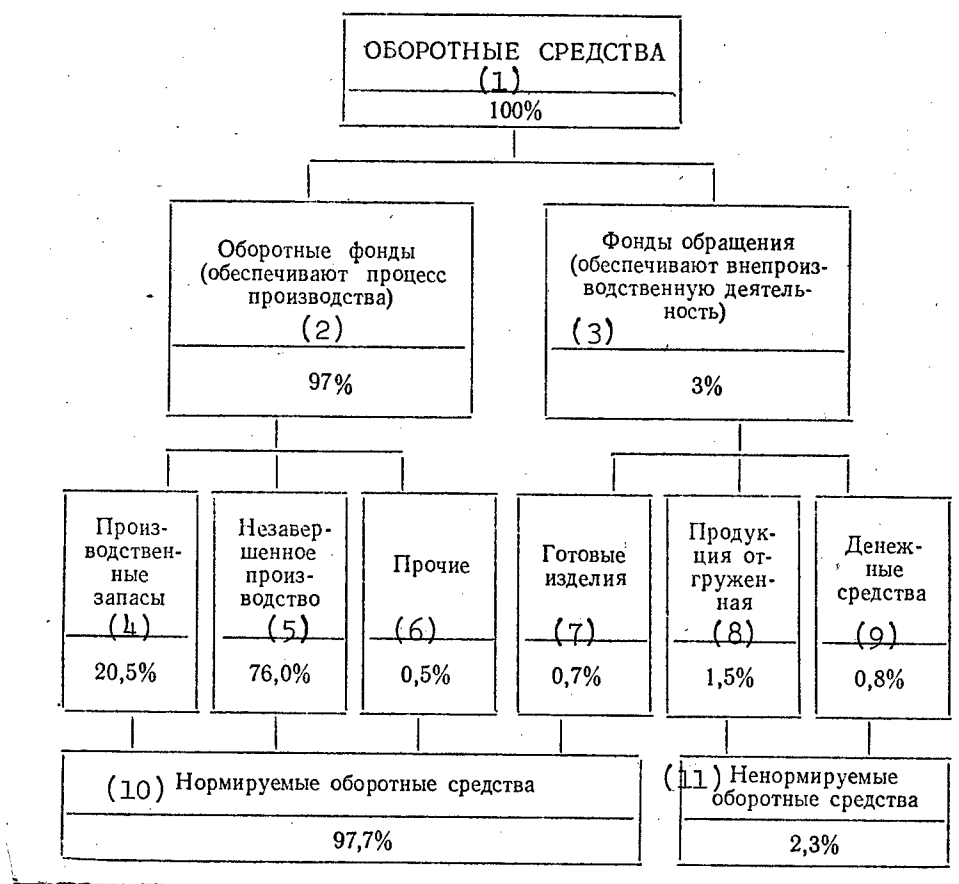 ОБОРОТНЫЕ СРЕДСТВА
(1)
100%
Оборотные фонды
(обеспечивают процесс
производства)
(2)
97%
Фонды обращения
(обеспечивают внепроиз-
водственную деятель-
ность)
(3)
3%
Произ-
водствен-
ные
запасы
(4)
20,5%
Незавер-
шенное
произ-
водство
(5)
76,0%
Прочие
(6)
0,5%
Готовые
изделия
(7)
0,7%
Продук-
ция от-
гружен-
ная
(8)
1,5%
Денеж-
ные
средства
(9)
0,8%
(10) Нормируемые оборотные средства
97,7%
(11) Ненормируемые
оборотные средства
2,3%